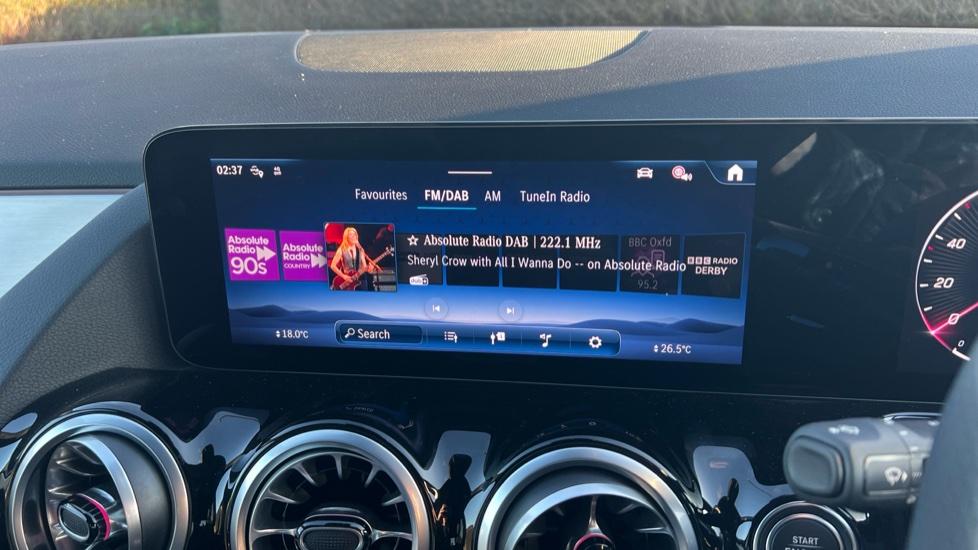 02:37
Favourites FM/DAB AM TuneIn Radio
Absolute Radio 90s
Absolute Radio COUNTRY
☆ Absolute Radio DAB | 222.1 MHz
Sheryl Crow with All I Wanna Do -- on Absolute Radio
BBC Oxfd
95.2
BBC RADIO
DERBY
18.0°C
Search
26.5°C
40
20
0
0
START